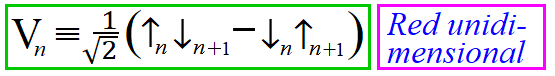 Vₙ ≡ 1/√2 (↑ₙ↓ₙ₊₁−↓ₙ↑ₙ₊₁)
Red unidi-
mensional